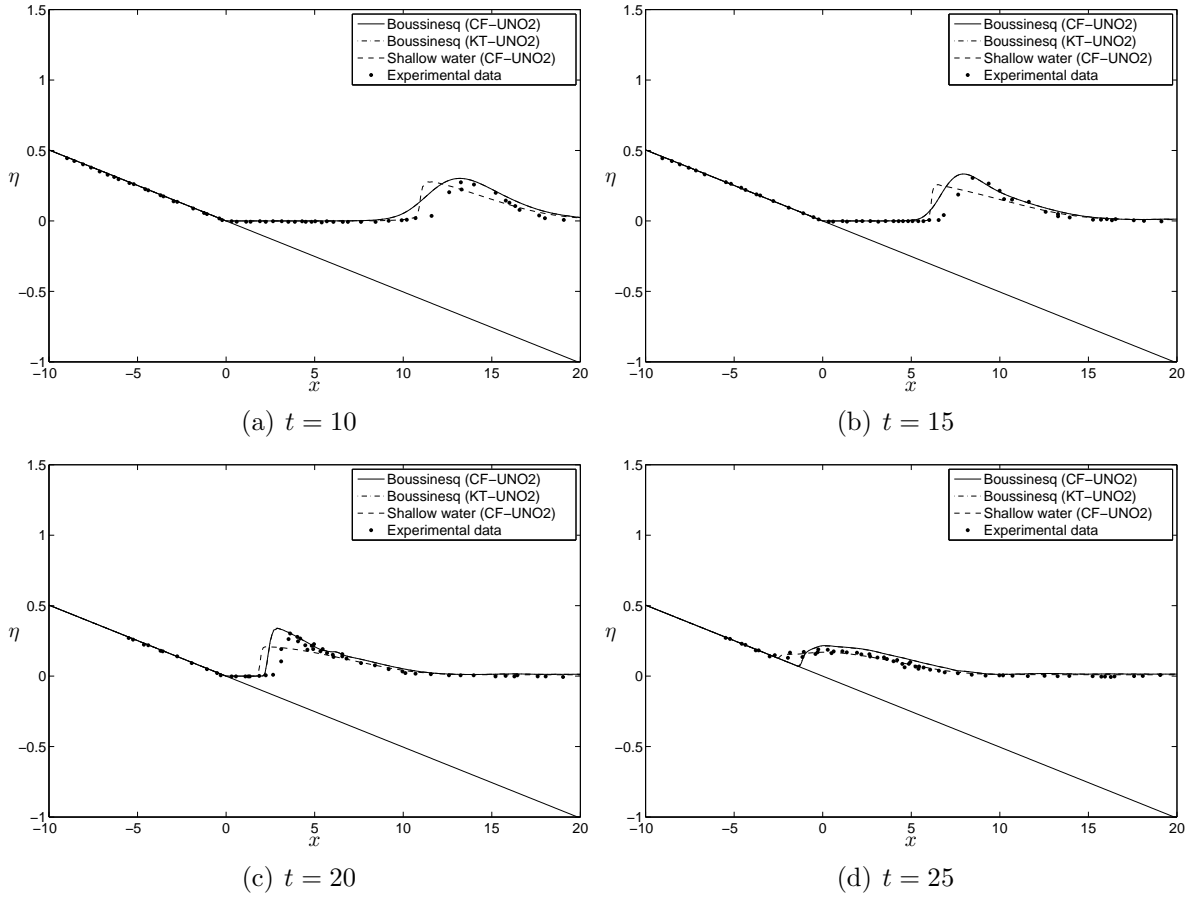 1.5
1
0.5
0
−0.5
−1
η
−10 −5 0 5 10 15 20
x
Boussinesq (CF−UNO2)
Boussinesq (KT−UNO2)
Shallow water (CF−UNO2)
Experimental data
(a) t = 10
1.5
1
0.5
0
−0.5
−1
η
−10 −5 0 5 10 15 20
x
Boussinesq (CF−UNO2)
Boussinesq (KT−UNO2)
Shallow water (CF−UNO2)
Experimental data
(b) t = 15
1.5
1
0.5
0
−0.5
−1
η
−10 −5 0 5 10 15 20
x
Boussinesq (CF−UNO2)
Boussinesq (KT−UNO2)
Shallow water (CF−UNO2)
Experimental data
(c) t = 20
1.5
1
0.5
0
−0.5
−1
η
−10 −5 0 5 10 15 20
x
Boussinesq (CF−UNO2)
Boussinesq (KT−UNO2)
Shallow water (CF−UNO2)
Experimental data
(d) t = 25